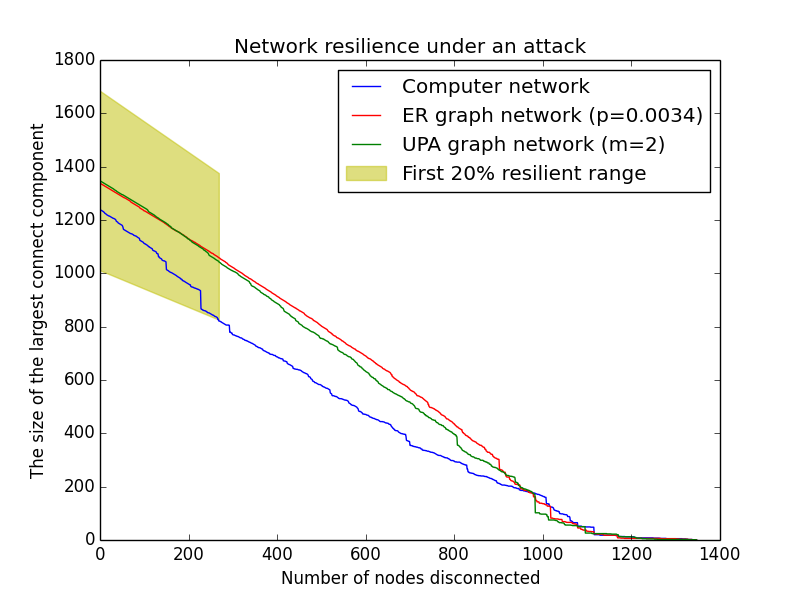 Network resilience under an attack
1800
1600
1400
1200
1000
800
600
400
200
0
The size of the largest connect component
Computer network
ER graph network (p=0.0034)
UPA graph network (m=2)
First 20% resilient range
0 200 400 600 800 1000 1200 1400
Number of nodes disconnected